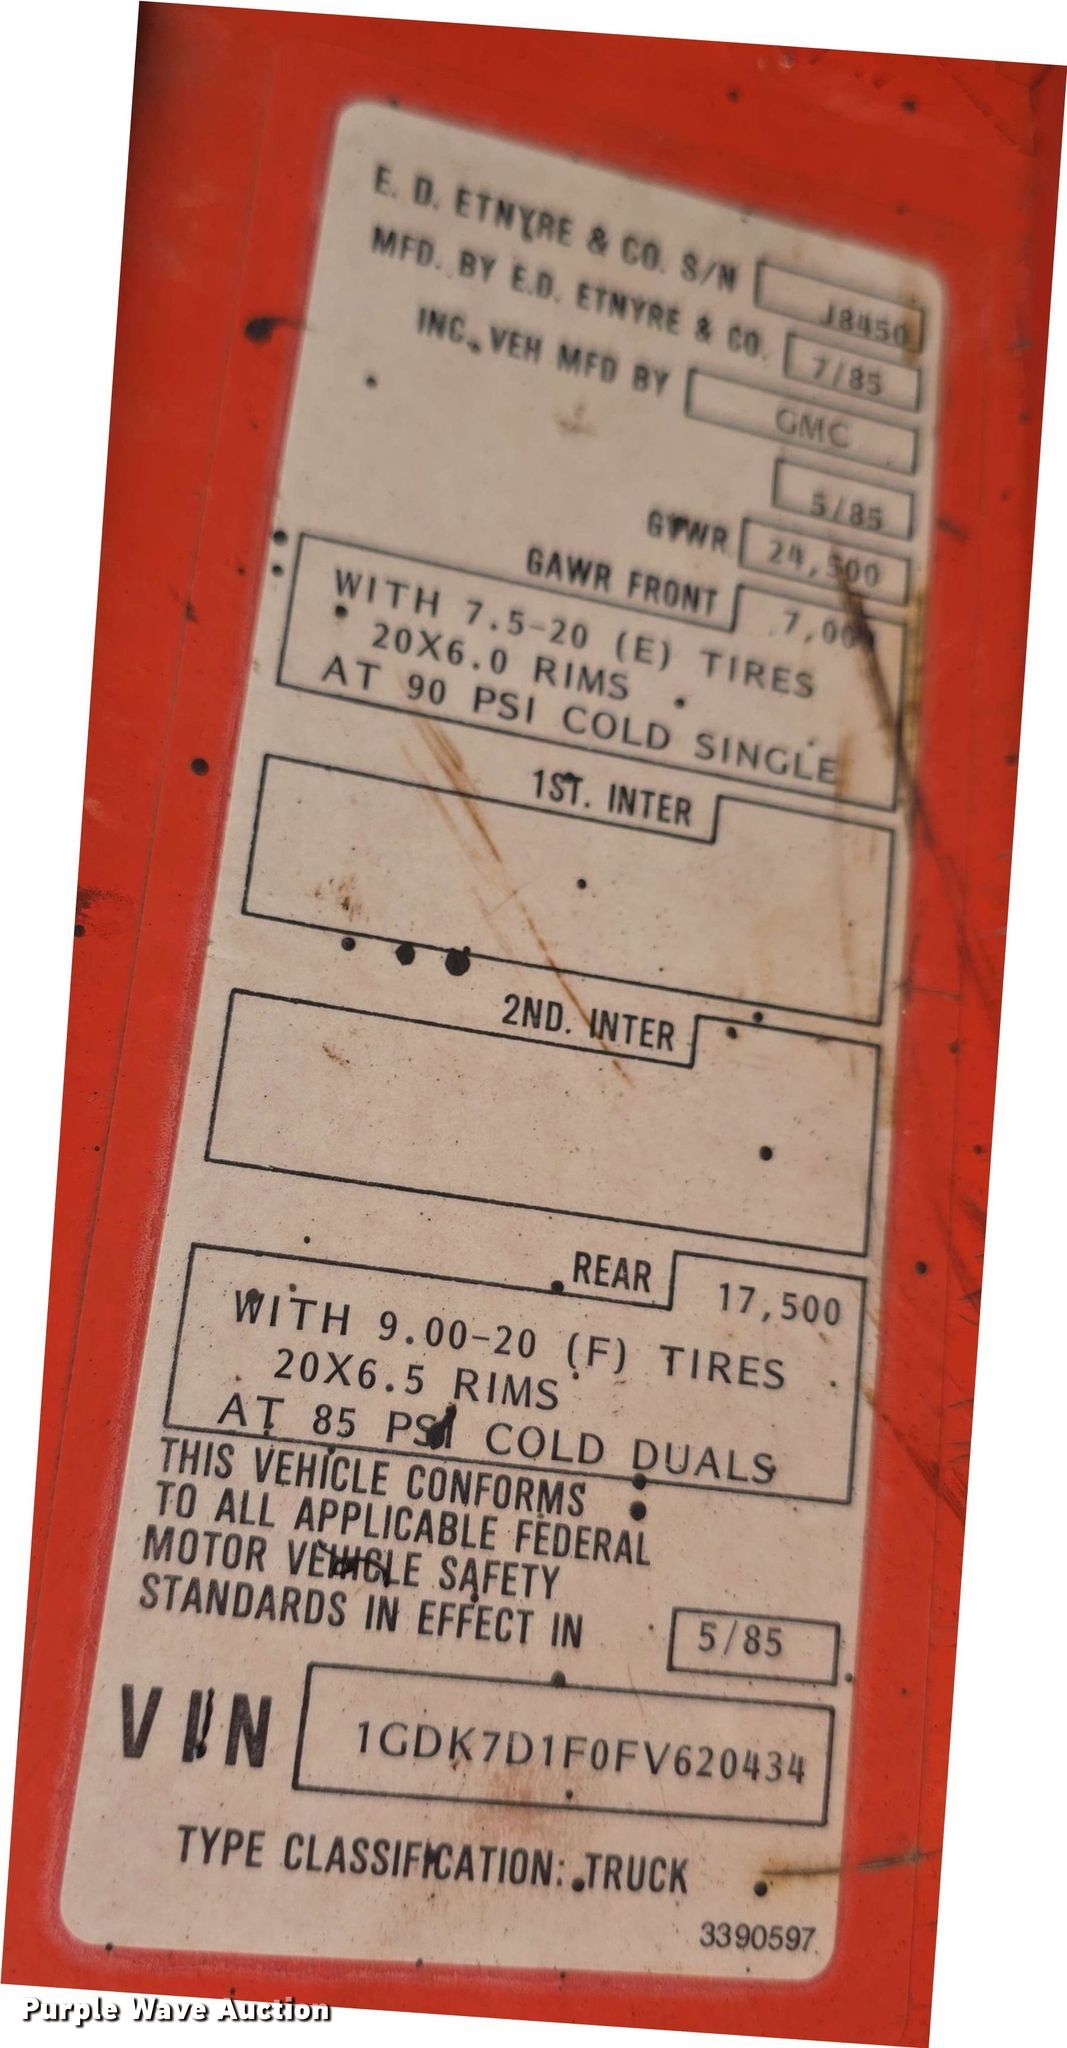 E. D. ETNYRE & CO. S/N J8450
MFD. BY E.D. ETNYRE & CO. 7/85
INC. VEH MFD BY GMC
5/85
GVWR 24,500
GAWR FRONT 7,000
WITH 7.5-20 (E) TIRES
20X6.0 RIMS
AT 90 PSI COLD SINGLE
1ST. INTER
2ND. INTER
REAR 17,500
WITH 9.00-20 (F) TIRES
20X6.5 RIMS
AT 85 PSI COLD DUALS
THIS VEHICLE CONFORMS
TO ALL APPLICABLE FEDERAL
MOTOR VEHICLE SAFETY
STANDARDS IN EFFECT IN 5/85
VIN 1GDK7D1F0FV620434
TYPE CLASSIFICATION: TRUCK
3390597
Purple Wave Auction